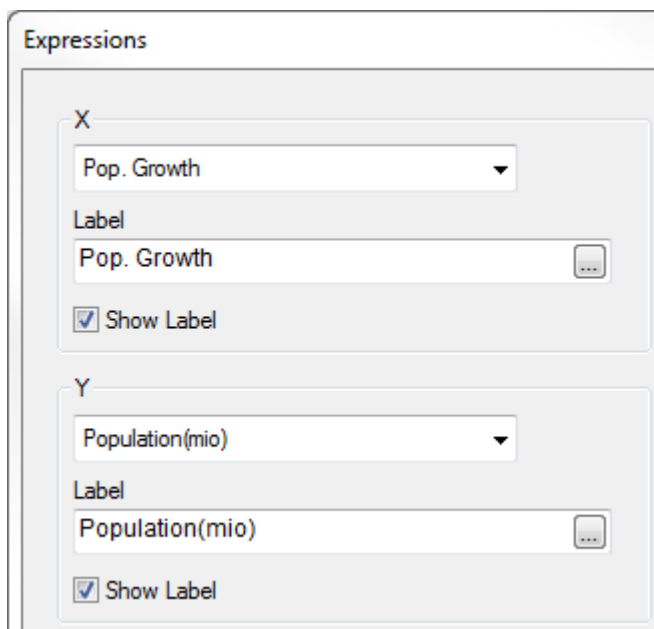 Expressions
X
Pop. Growth
Label
Pop. Growth
...
Show Label
Y
Population(mio)
Label
Population(mio)
...
Show Label